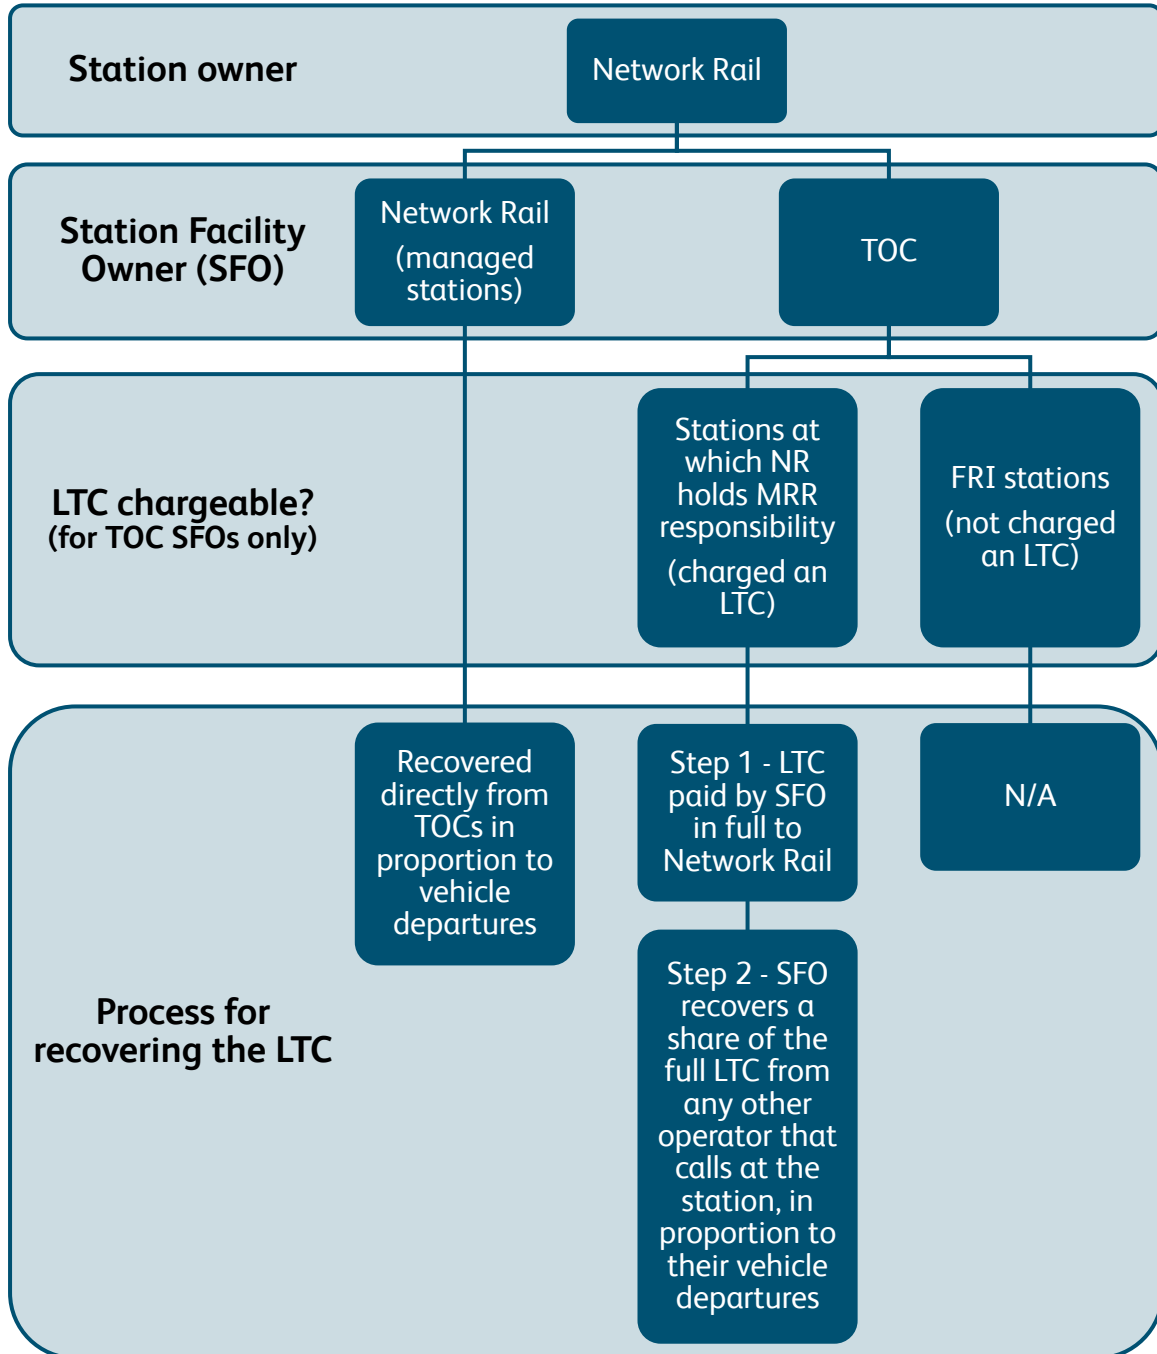 Station owner
Network Rail
Station Facility
Owner (SFO)
Network Rail
(managed
stations)
TOC
LTC chargeable?
(for TOC SFOs only)
Stations at
which NR
holds MRR
responsibility
(charged an
LTC)
FRI stations
(not charged
an LTC)
Process for
recovering the LTC
Recovered
directly from
TOCs in
proportion to
vehicle
departures
Step 1 - LTC
paid by SFO
in full to
Network Rail
N/A
Step 2 - SFO
recovers a
share of the
full LTC from
any other
operator that
calls at the
station, in
proportion to
their vehicle
departures